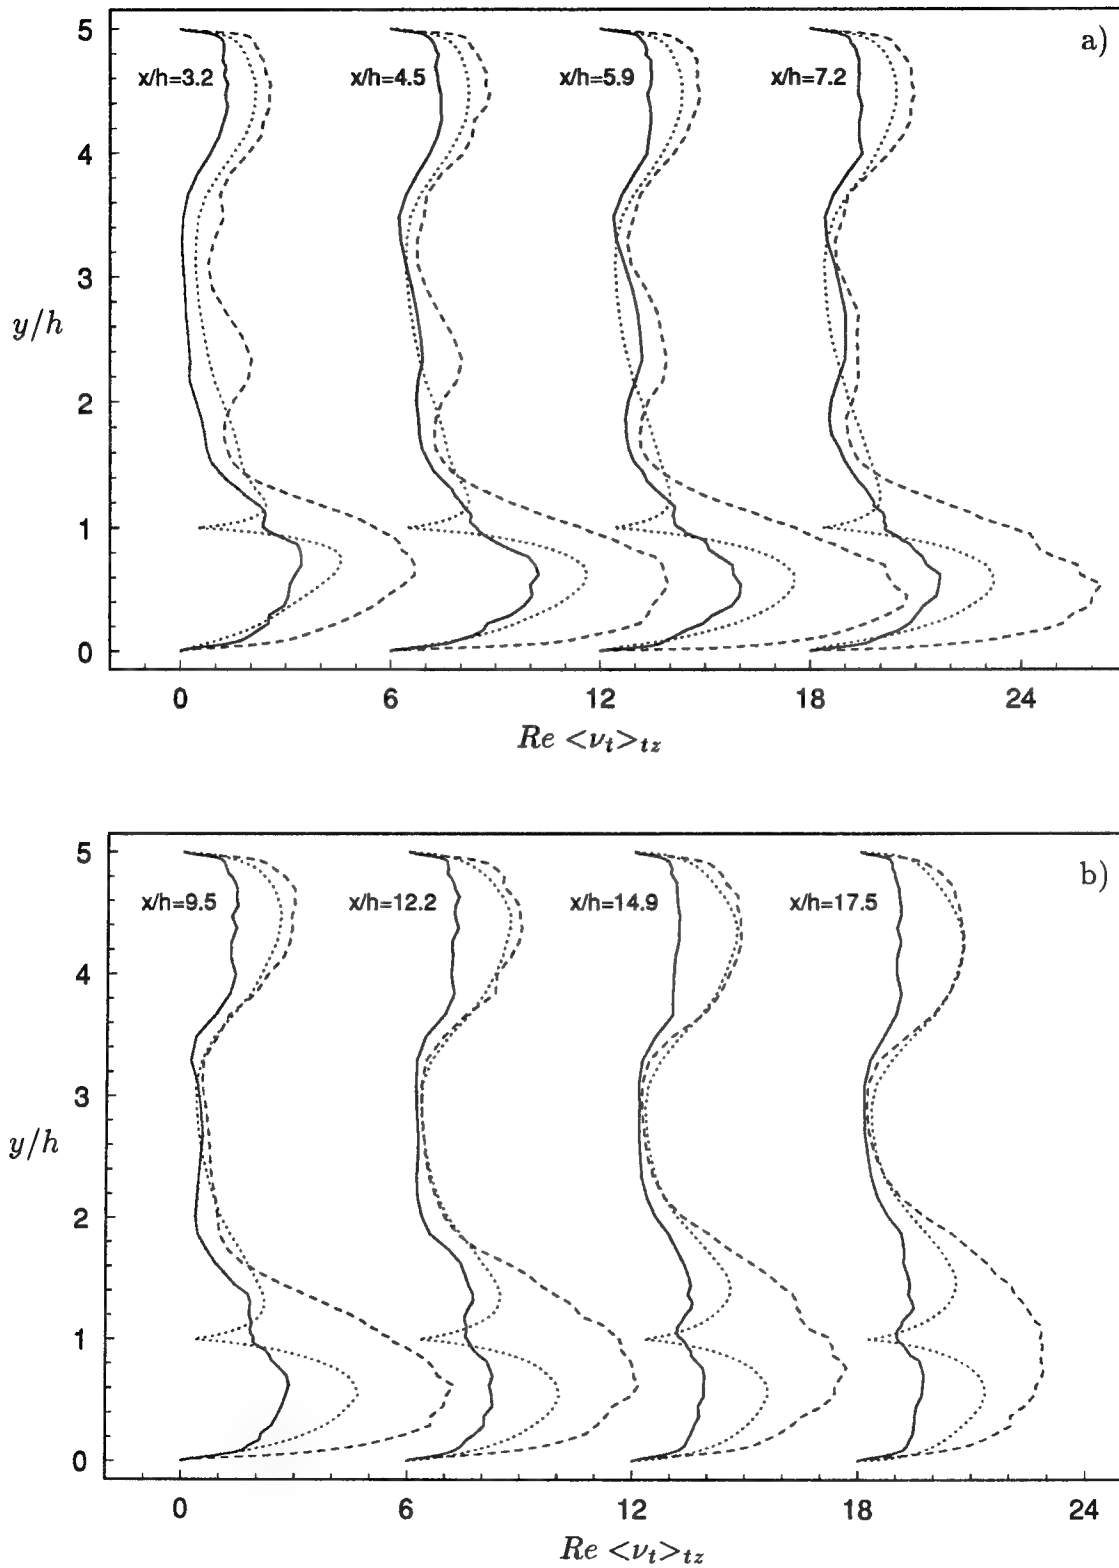 a)
5
x/h=3.2 x/h=4.5 x/h=5.9 x/h=7.2
4
3
y/h
2
1
0
0 6 12 18 24
Re <ν_t>_{tz}
b)
5
x/h=9.5 x/h=12.2 x/h=14.9 x/h=17.5
4
3
y/h
2
1
0
0 6 12 18 24
Re <ν_t>_{tz}